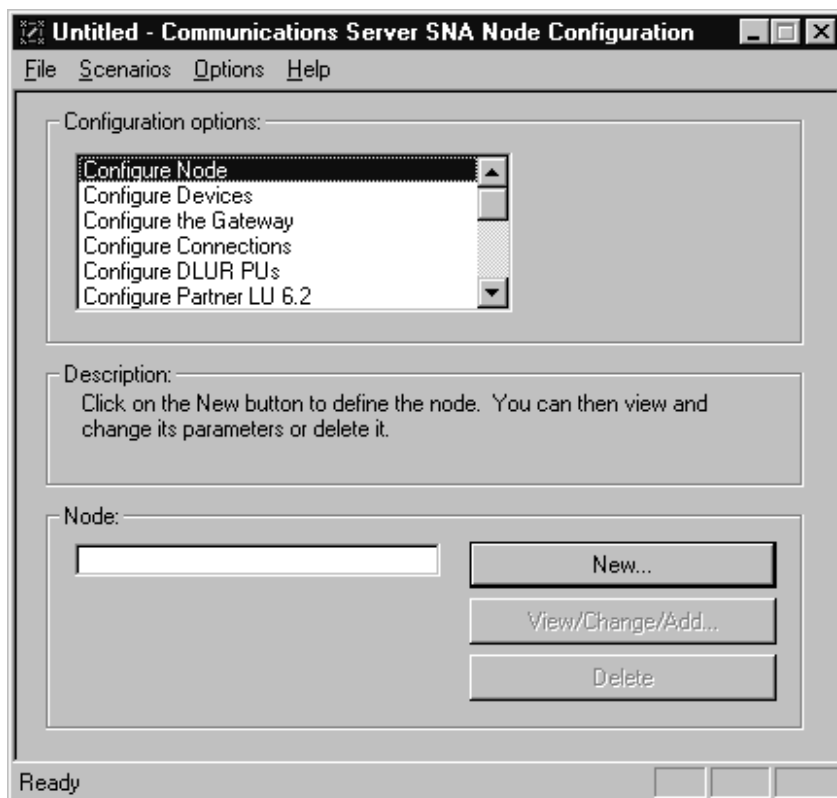 Untitled - Communications Server SNA Node Configuration
File Scenarios Options Help
Configuration options:
Configure Node
Configure Devices
Configure the Gateway
Configure Connections
Configure DLUR PUs
Configure Partner LU 6.2
Description:
Click on the New button to define the node. You can then view and
change its parameters or delete it.
Node:
New...
View/Change/Add...
Delete
Ready